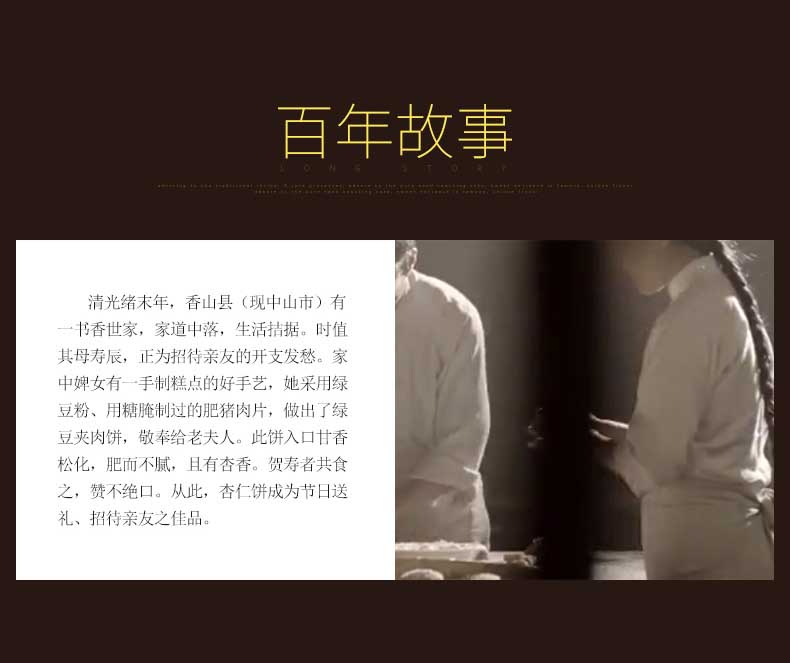 百年故事
LONG STORY
清光绪末年，香山县（现中山市）有
一书香世家，家道中落，生活拮据。时值
其母寿辰，正为招待亲友的开支发愁。家
中婢女有一手制糕点的好手艺，她采用绿
豆粉、用糖腌制过的肥猪肉片，做出了绿
豆夹肉饼，敬奉给老夫人。此饼入口甘香
松化，肥而不腻，且有杏香。贺寿者共食
之，赞不绝口。从此，杏仁饼成为节日送
礼、招待亲友之佳品。